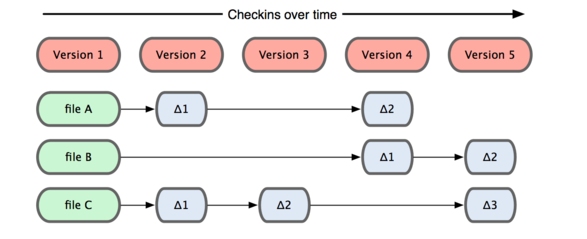 Checkins over time
Version 1 Version 2 Version 3 Version 4 Version 5
file A Δ1 Δ2
file B Δ1 Δ2
file C Δ1 Δ2 Δ3